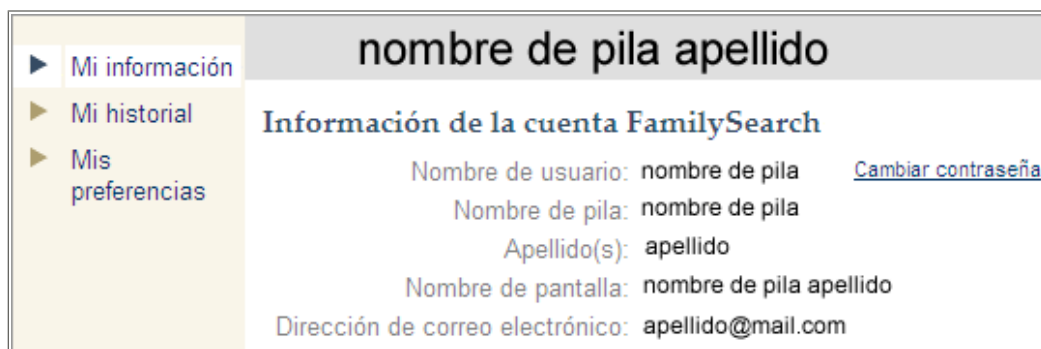 Mi información
Mi historial
Mis
preferencias
nombre de pila apellido
Información de la cuenta FamilySearch
Nombre de usuario: nombre de pila Cambiar contraseña
Nombre de pila: nombre de pila
Apellido(s): apellido
Nombre de pantalla: nombre de pila apellido
Dirección de correo electrónico: apellido@mail.com